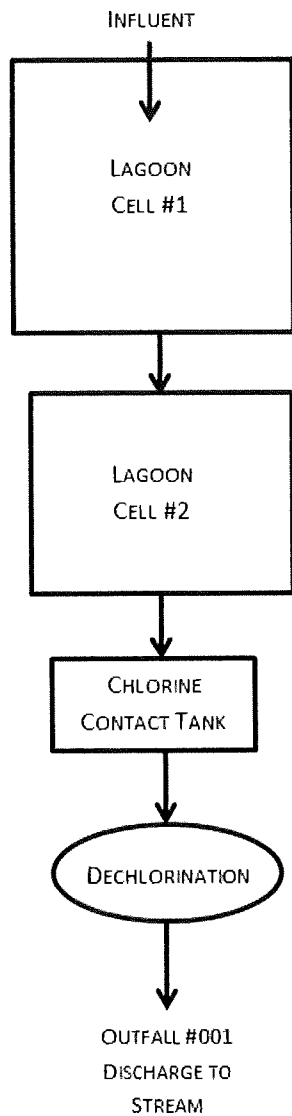 INFLUENT
LAGOON
CELL #1
LAGOON
CELL #2
CHLORINE
CONTACT TANK
DECHLORINATION
OUTFALL #001
DISCHARGE TO
STREAM